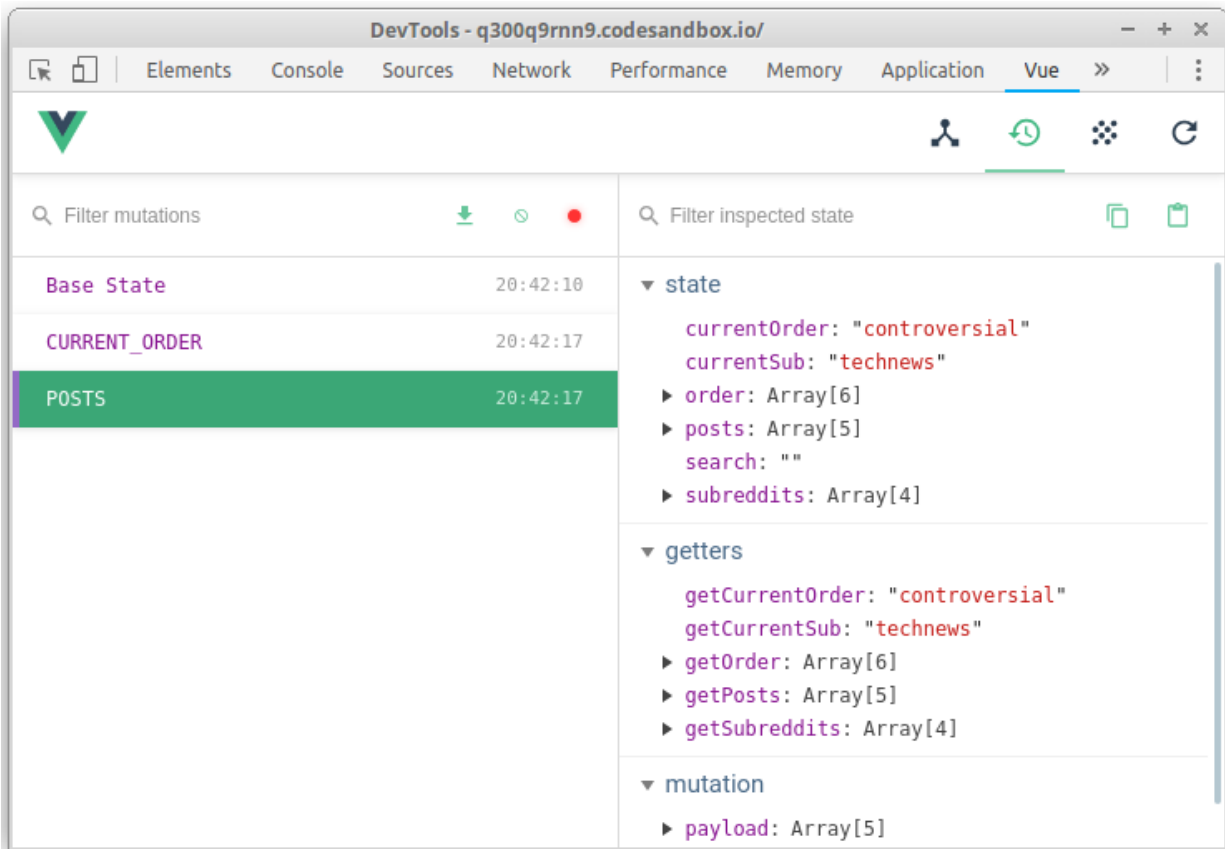 DevTools - q300q9rnn9.codesandbox.io/
Elements Console Sources Network Performance Memory Application Vue
Filter mutations
Filter inspected state
Base State 20:42:10
CURRENT_ORDER 20:42:17
POSTS 20:42:17
state
currentOrder: "controversial"
currentSub: "technews"
order: Array[6]
posts: Array[5]
search: ""
subreddits: Array[4]
getters
getCurrentOrder: "controversial"
getCurrentSub: "technews"
getOrder: Array[6]
getPosts: Array[5]
getSubreddits: Array[4]
mutation
payload: Array[5]